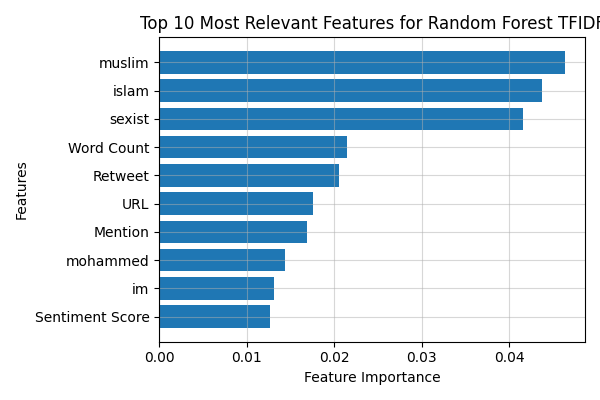 Top 10 Most Relevant Features for Random Forest TFIDF
muslim
islam
sexist
Word Count
Retweet
URL
Mention
mohammed
im
Sentiment Score
Features
0.00 0.01 0.02 0.03 0.04
Feature Importance